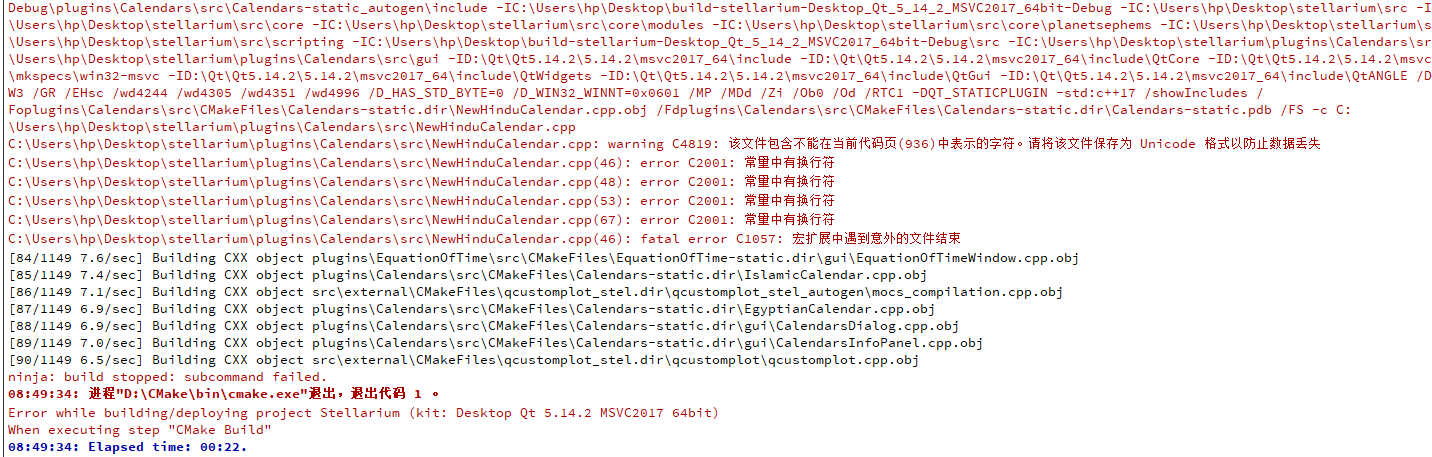 Debug\plugins\Calendars\src\Calendars-static_autogen\include -IC:\Users\hp\Desktop\build-stellarium-Desktop_Qt_5_14_2_MSVC2017_64bit-Debug -IC:\Users\hp\Desktop\stellarium\src -I
\Users\hp\Desktop\stellarium\src\core -IC:\Users\hp\Desktop\stellarium\src\core\modules -IC:\Users\hp\Desktop\stellarium\src\core\planetsephems -IC:\Users\hp\Desktop\stellarium\s
\Users\hp\Desktop\stellarium\src\scripting -IC:\Users\hp\Desktop\build-stellarium-Desktop_Qt_5_14_2_MSVC2017_64bit-Debug\src -IC:\Users\hp\Desktop\stellarium\plugins\Calendars\sr
\Users\hp\Desktop\stellarium\plugins\Calendars\src\gui -ID:\Qt\Qt5.14.2\5.14.2\msvc2017_64\include -ID:\Qt\Qt5.14.2\5.14.2\msvc2017_64\include\QtCore -ID:\Qt\Qt5.14.2\5.14.2\msvc
\mkspecs\win32-msvc -ID:\Qt\Qt5.14.2\5.14.2\msvc2017_64\include\QtWidgets -ID:\Qt\Qt5.14.2\5.14.2\msvc2017_64\include\QtGui -ID:\Qt\Qt5.14.2\5.14.2\msvc2017_64\include\QtANGLE /D
W3 /GR /EHsc /wd4244 /wd4305 /wd4351 /wd4996 /D_HAS_STD_BYTE=0 /D_WIN32_WINNT=0x0601 /MP /MDd /Zi /Ob0 /Od /RTC1 -DQT_STATICPLUGIN -std:c++17 /showIncludes /
Foplugins\Calendars\src\CMakeFiles\Calendars-static.dir\NewHinduCalendar.cpp.obj /Fdplugins\Calendars\src\CMakeFiles\Calendars-static.dir\Calendars-static.pdb /FS -c C:
\Users\hp\Desktop\stellarium\plugins\Calendars\src\NewHinduCalendar.cpp
C:\Users\hp\Desktop\stellarium\plugins\Calendars\src\NewHinduCalendar.cpp: warning C4819: 该文件包含不能在当前代码页(936)中表示的字符。请将该文件保存为 Unicode 格式以防止数据丢失
C:\Users\hp\Desktop\stellarium\plugins\Calendars\src\NewHinduCalendar.cpp(46): error C2001: 常量中有换行符
C:\Users\hp\Desktop\stellarium\plugins\Calendars\src\NewHinduCalendar.cpp(48): error C2001: 常量中有换行符
C:\Users\hp\Desktop\stellarium\plugins\Calendars\src\NewHinduCalendar.cpp(53): error C2001: 常量中有换行符
C:\Users\hp\Desktop\stellarium\plugins\Calendars\src\NewHinduCalendar.cpp(67): error C2001: 常量中有换行符
C:\Users\hp\Desktop\stellarium\plugins\Calendars\src\NewHinduCalendar.cpp(46): fatal error C1057: 宏扩展中遇到意外的文件结束
[84/1149 7.6/sec] Building CXX object plugins\EquationOfTime\src\CMakeFiles\EquationOfTime-static.dir\gui\EquationOfTimeWindow.cpp.obj
[85/1149 7.4/sec] Building CXX object plugins\Calendars\src\CMakeFiles\Calendars-static.dir\IslamicCalendar.cpp.obj
[86/1149 7.1/sec] Building CXX object src\external\CMakeFiles\qcustomplot_stel.dir\qcustomplot_stel_autogen\mocs_compilation.cpp.obj
[87/1149 6.9/sec] Building CXX object plugins\Calendars\src\CMakeFiles\Calendars-static.dir\EgyptianCalendar.cpp.obj
[88/1149 6.9/sec] Building CXX object plugins\Calendars\src\CMakeFiles\Calendars-static.dir\gui\CalendarsDialog.cpp.obj
[89/1149 7.0/sec] Building CXX object plugins\Calendars\src\CMakeFiles\Calendars-static.dir\gui\CalendarsInfoPanel.cpp.obj
[90/1149 6.5/sec] Building CXX object src\external\CMakeFiles\qcustomplot_stel.dir\qcustomplot\qcustomplot.cpp.obj
ninja: build stopped: subcommand failed.
08:49:34: 进程"D:\CMake\bin\cmake.exe"退出，退出代码 1 。
Error while building/deploying project Stellarium (kit: Desktop Qt 5.14.2 MSVC2017 64bit)
When executing step "CMake Build"
08:49:34: Elapsed time: 00:22.